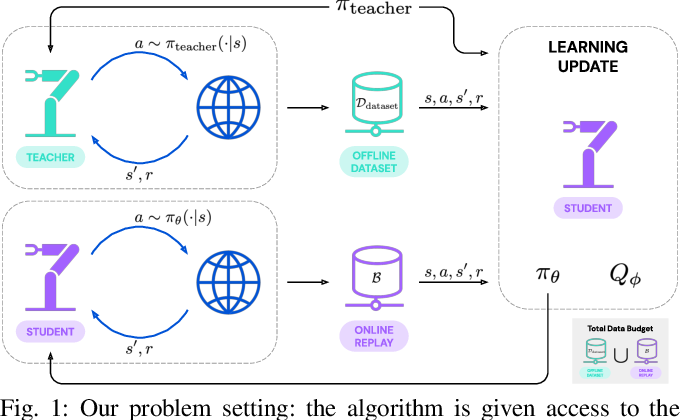 π_teacher
a ∼ π_teacher(·|s)
TEACHER
s′, r
D_dataset
OFFLINE
DATASET
s, a, s′, r
LEARNING
UPDATE
STUDENT
π_θ Q_ϕ
a ∼ π_θ(·|s)
STUDENT
s′, r
B
ONLINE
REPLAY
s, a, s′, r
Total Data Budget
∪
B
OFFLINE
DATASET
ONLINE
REPLAY
Fig. 1: Our problem setting: the algorithm is given access to the